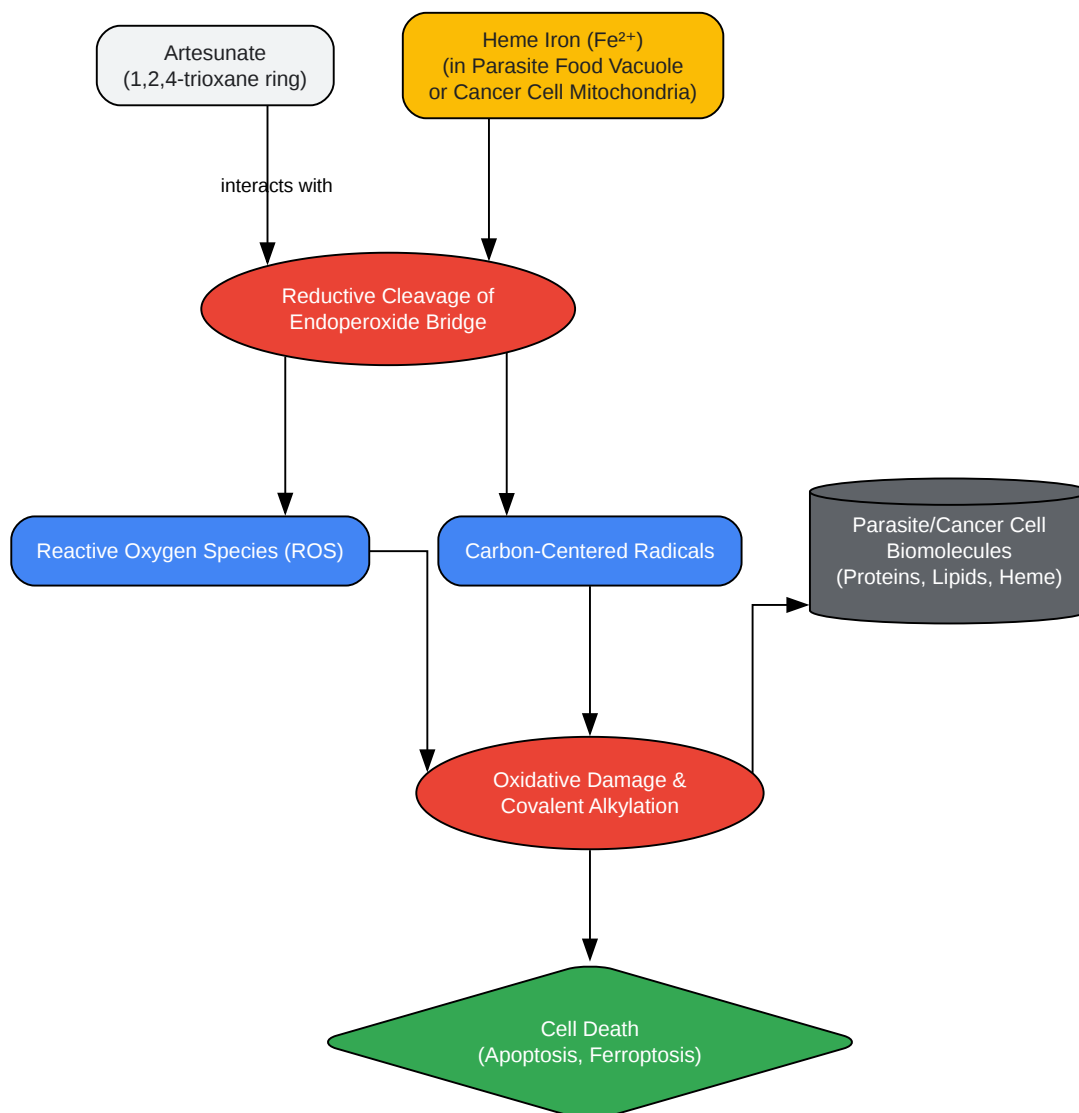 Artesunate
(1,2,4-trioxane ring)
Heme Iron (Fe²⁺)
(in Parasite Food Vacuole
or Cancer Cell Mitochondria)
interacts with
Reductive Cleavage of
Endoperoxide Bridge
Reactive Oxygen Species (ROS)
Carbon-Centered Radicals
Parasite/Cancer Cell
Biomolecules
(Proteins, Lipids, Heme)
Oxidative Damage &
Covalent Alkylation
Cell Death
(Apoptosis, Ferroptosis)